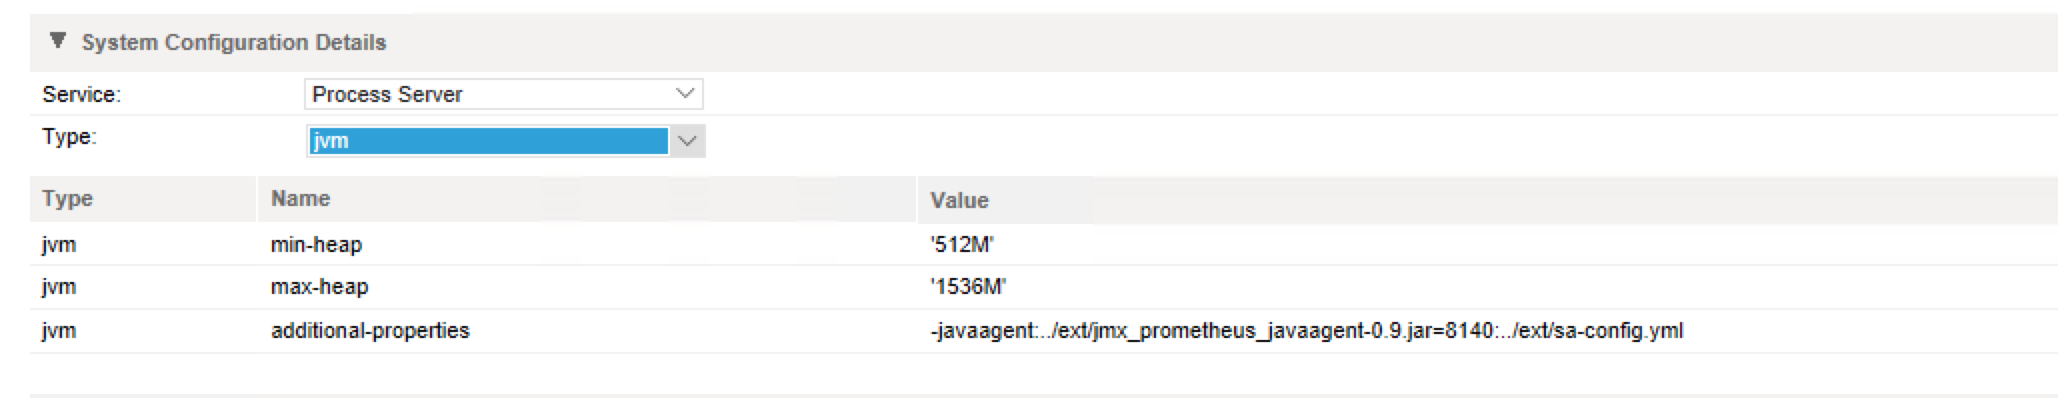 System Configuration Details
Service: Process Server
Type: jvm
Type Name Value
jvm min-heap '512M'
jvm max-heap '1536M'
jvm additional-properties -javaagent:../ext/jmx_prometheus_javaagent-0.9.jar=8140:../ext/sa-config.yml